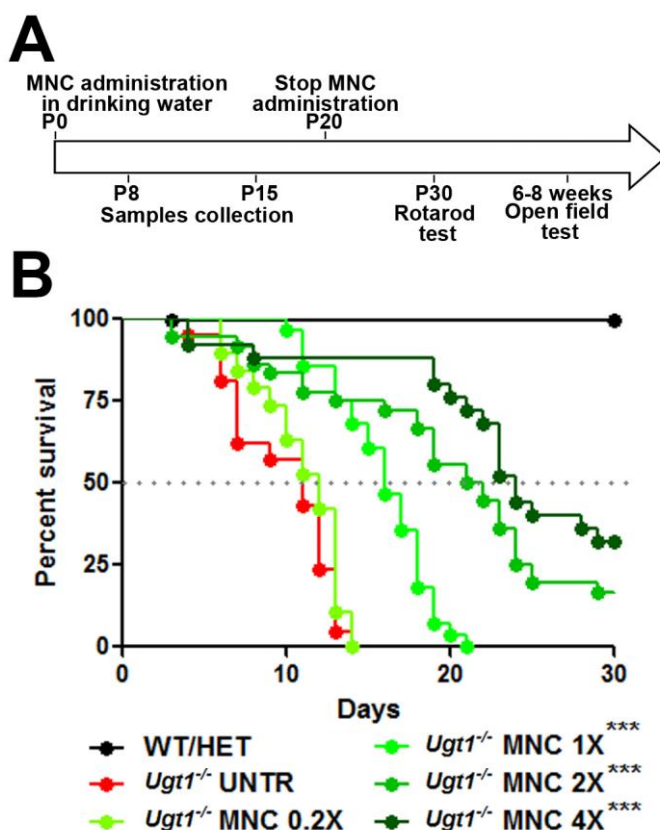 A
MNC administration
in drinking water
P0
Stop MNC
administration
P20
P8
P15
Samples collection
P30
Rotarod
test
6-8 weeks
Open field
test
B
Percent survival
100
75
50
25
0
0 10 20 30
Days
WT/HET
Ugt1-/- UNTR
Ugt1-/- MNC 0.2X
Ugt1-/- MNC 1X***
Ugt1-/- MNC 2X***
Ugt1-/- MNC 4X***